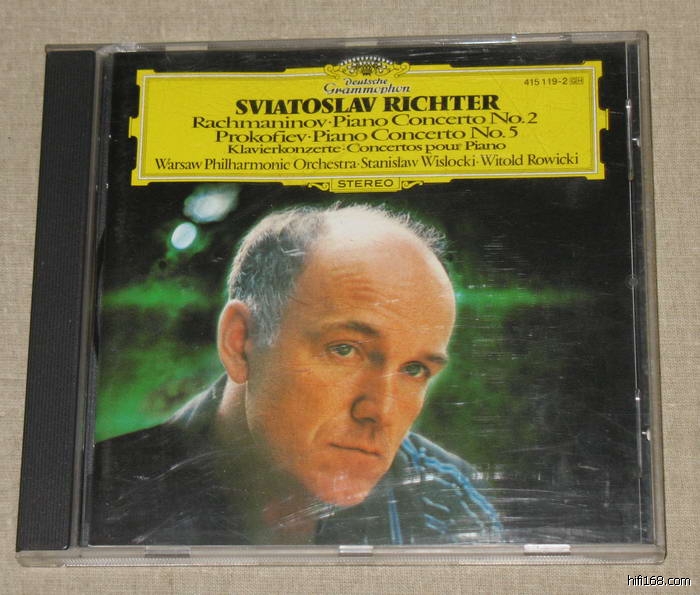 Deutsche
Grammophon
415 119-2 GH
SVIATOSLAV RICHTER
Rachmaninov·Piano Concerto No.2
Prokofiev·Piano Concerto No.5
Klavierkonzerte·Concertos pour Piano
Warsaw Philharmonic Orchestra·Stanislaw Wislocki·Witold Rowicki
STEREO
hifi168.com